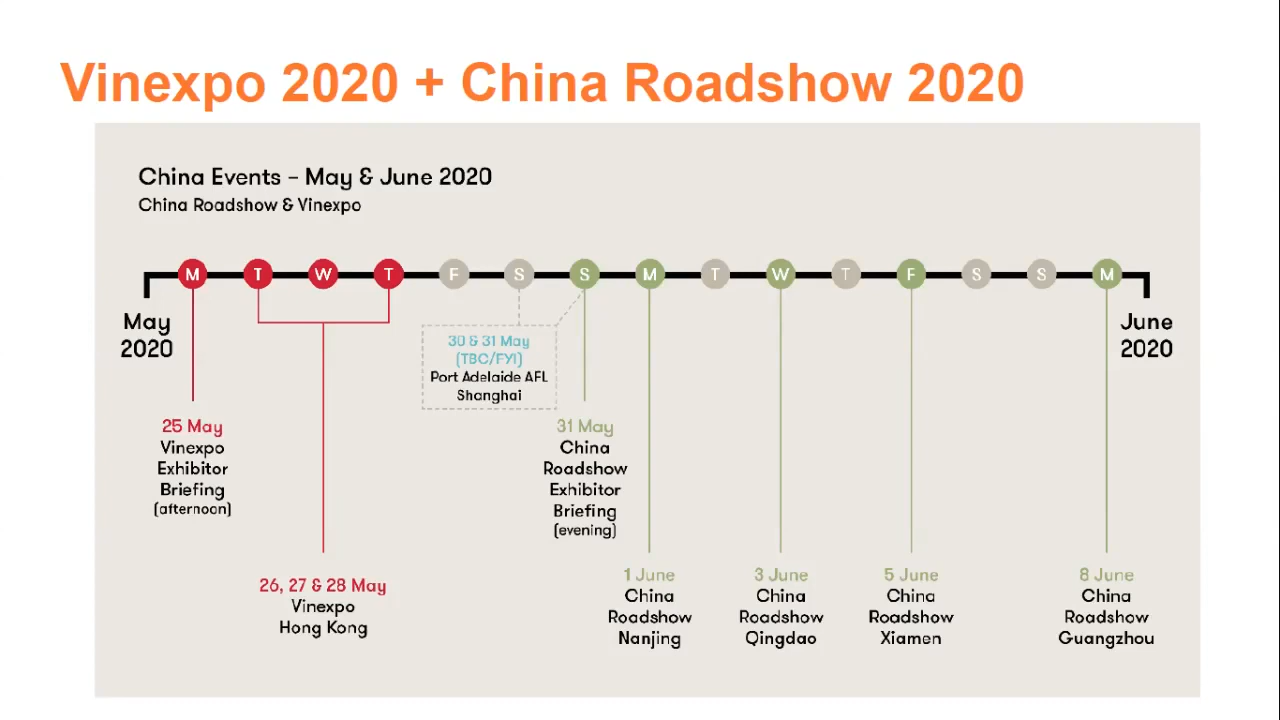 Vinexpo 2020 + China Roadshow 2020
China Events – May & June 2020
China Roadshow & Vinexpo
M T W T F S S M T W T F S S M
May
2020
June
2020
30 & 31 May
(TBC/FYI)
Port Adelaide AFL
Shanghai
25 May
Vinexpo
Exhibitor
Briefing
(afternoon)
31 May
China
Roadshow
Exhibitor
Briefing
(evening)
26, 27 & 28 May
Vinexpo
Hong Kong
1 June
China
Roadshow
Nanjing
3 June
China
Roadshow
Qingdao
5 June
China
Roadshow
Xiamen
8 June
China
Roadshow
Guangzhou